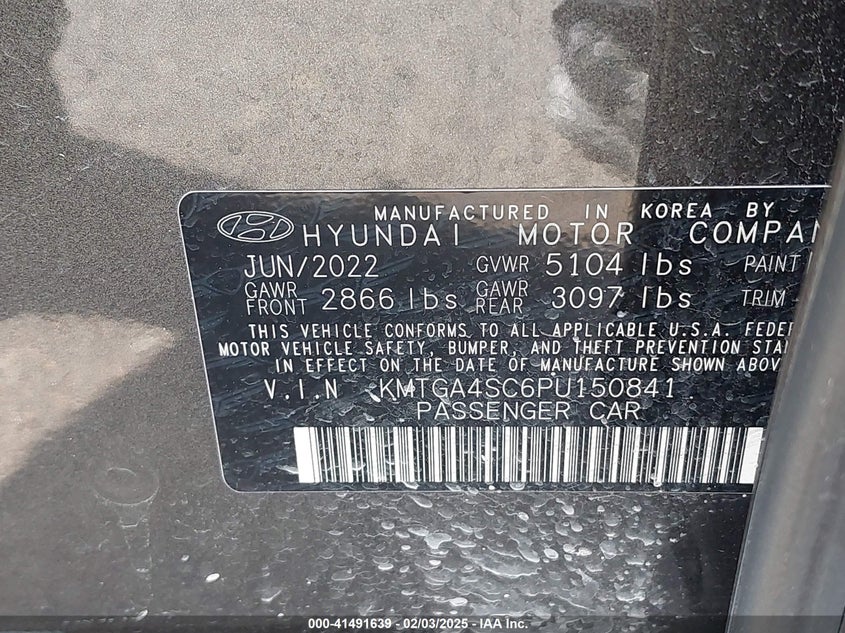 MANUFACTURED IN KOREA BY
HYUNDAI MOTOR COMPAN
JUN/2022 GVWR 5104 lbs PAINT
GAWR FRONT 2866 lbs GAWR REAR 3097 lbs TRIM
THIS VEHICLE CONFORMS TO ALL APPLICABLE U.S.A. FEDER
MOTOR VEHICLE SAFETY, BUMPER, AND THEFT PREVENTION STA
IN EFFECT ON THE DATE OF MANUFACTURE SHOWN ABOV
V.I.N KMTGA4SC6PU150841
PASSENGER CAR
000-41491639 - 02/03/2025 - IAA Inc.